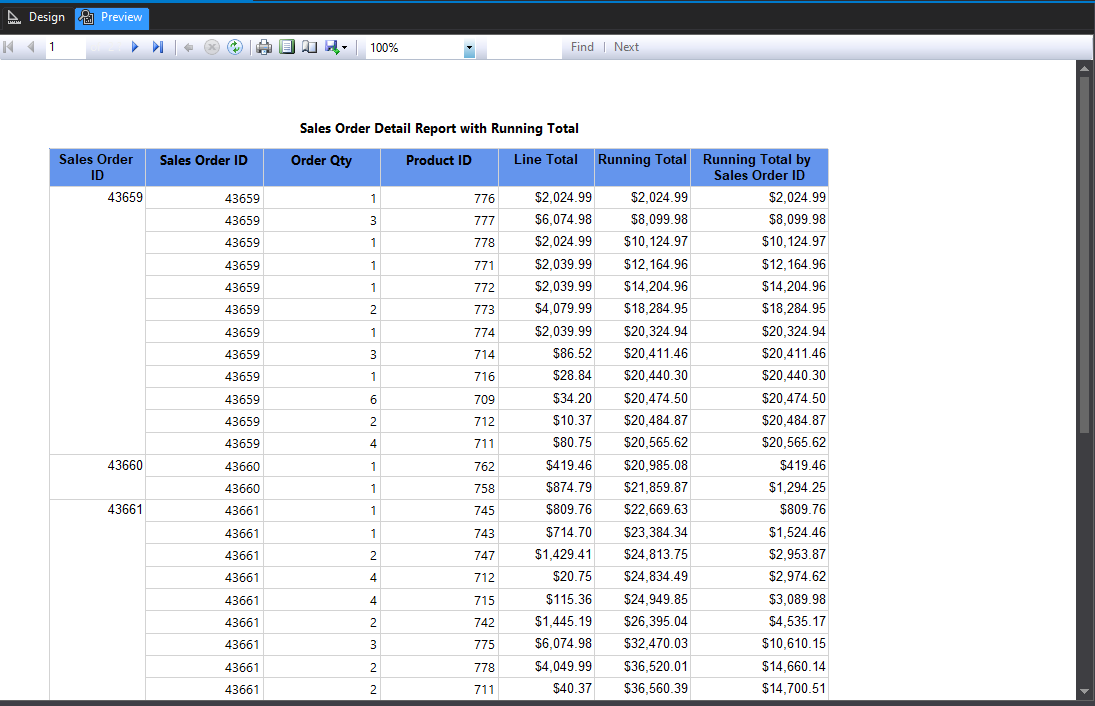 Design Preview
1 100% Find | Next
Sales Order Detail Report with Running Total
Sales Order ID Sales Order ID Order Qty Product ID Line Total Running Total Running Total by Sales Order ID
43659 43659 1 776 $2,024.99 $2,024.99 $2,024.99
43659 3 777 $6,074.98 $8,099.98 $8,099.98
43659 1 778 $2,024.99 $10,124.97 $10,124.97
43659 1 771 $2,039.99 $12,164.96 $12,164.96
43659 1 772 $2,039.99 $14,204.96 $14,204.96
43659 2 773 $4,079.99 $18,284.95 $18,284.95
43659 1 774 $2,039.99 $20,324.94 $20,324.94
43659 3 714 $86.52 $20,411.46 $20,411.46
43659 1 716 $28.84 $20,440.30 $20,440.30
43659 6 709 $34.20 $20,474.50 $20,474.50
43659 2 712 $10.37 $20,484.87 $20,484.87
43659 4 711 $80.75 $20,565.62 $20,565.62
43660 43660 1 762 $419.46 $20,985.08 $419.46
43660 1 758 $874.79 $21,859.87 $1,294.25
43661 43661 1 745 $809.76 $22,669.63 $809.76
43661 1 743 $714.70 $23,384.34 $1,524.46
43661 2 747 $1,429.41 $24,813.75 $2,953.87
43661 4 712 $20.75 $24,834.49 $2,974.62
43661 4 715 $115.36 $24,949.85 $3,089.98
43661 2 742 $1,445.19 $26,395.04 $4,535.17
43661 3 775 $6,074.98 $32,470.03 $10,610.15
43661 2 778 $4,049.99 $36,520.01 $14,660.14
43661 2 711 $40.37 $36,560.39 $14,700.51